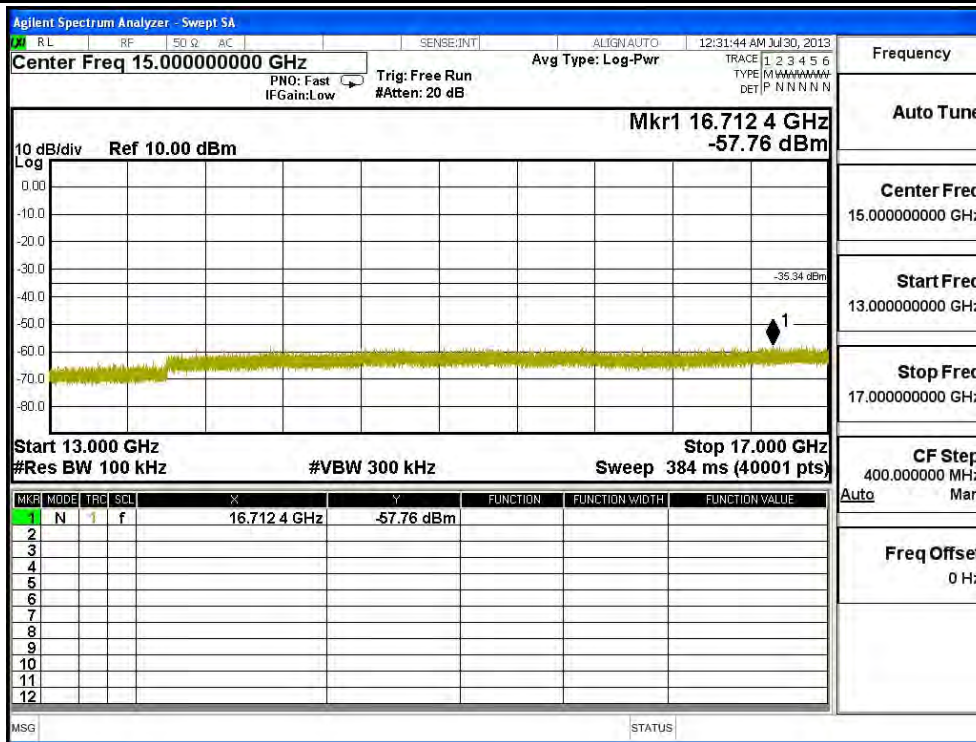 Agilent Spectrum Analyzer - Swept SA
RL RF 50 Ω AC SENSE:INT ALIGN AUTO 12:31:44 AM Jul 30, 2013
Center Freq 15.000000000 GHz
PNO: Fast
IFGain:Low
Trig: Free Run
#Atten: 20 dB
Avg Type: Log-Pwr
TRACE 1 2 3 4 5 6
TYPE
DET P N N N N N
Mkr1 16.712 4 GHz
-57.76 dBm
10 dB/div Ref 10.00 dBm
Log
0.00
-10.0
-20.0
-30.0
-35.34 dBm
-40.0
-50.0
1
-60.0
-70.0
-80.0
Start 13.000 GHz Stop 17.000 GHz
#Res BW 100 kHz #VBW 300 kHz Sweep 384 ms (40001 pts)
MKR MODE TRC SCL X Y FUNCTION FUNCTION WIDTH FUNCTION VALUE
1 N 1 f 16.712 4 GHz -57.76 dBm
2
3
4
5
6
7
8
9
10
11
12
MSG STATUS
Frequency
Auto Tune
Center Freq
15.000000000 GHz
Start Freq
13.000000000 GHz
Stop Freq
17.000000000 GHz
CF Step
400.000000 MHz
Auto Man
Freq Offset
0 Hz